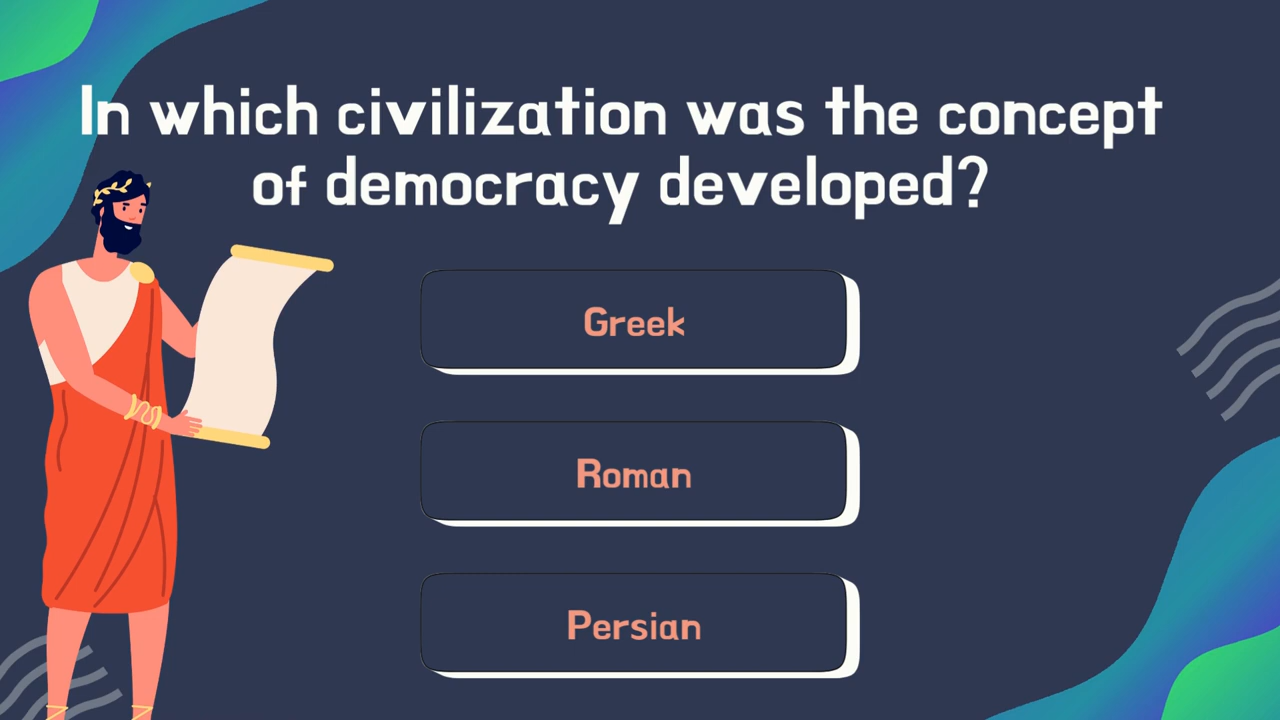 In which civilization was the concept
of democracy developed?
Greek
Roman
Persian